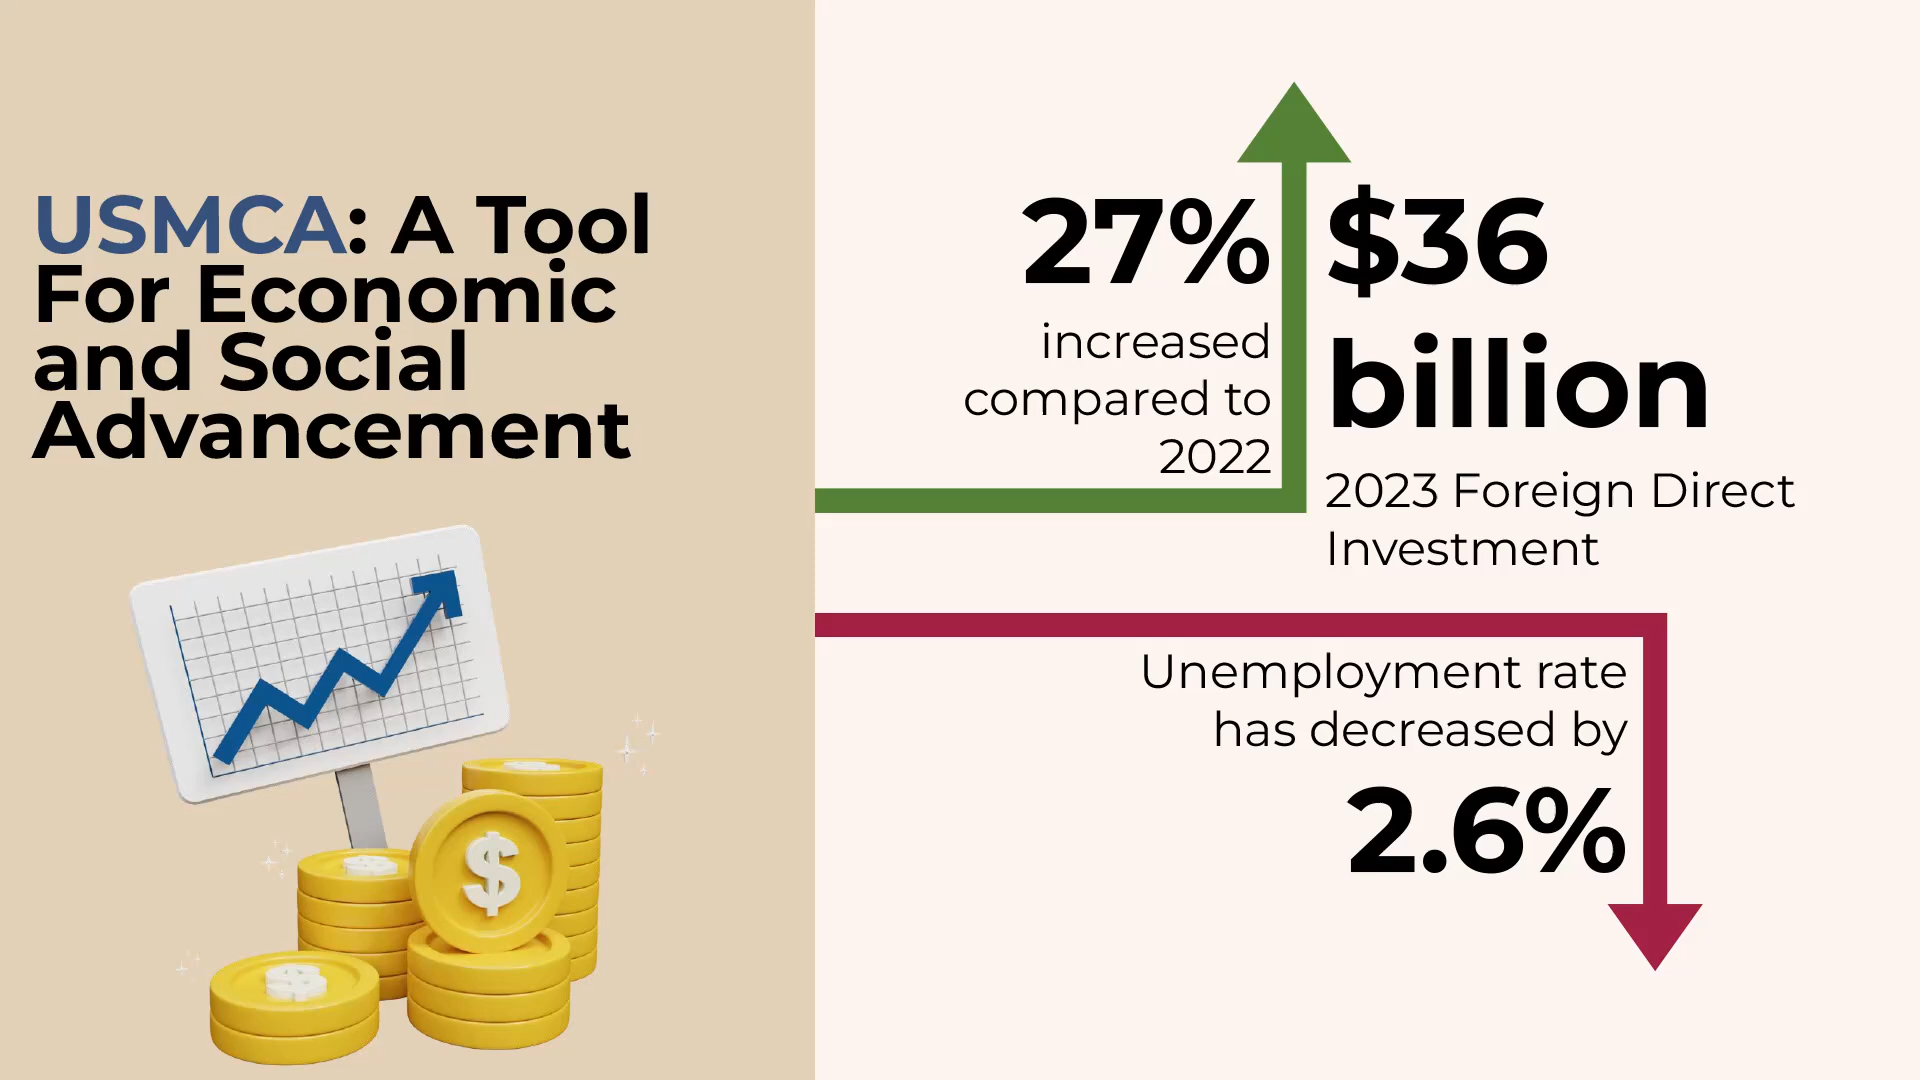 USMCA: A Tool
For Economic
and Social
Advancement
27%
increased
compared to
2022
$36
billion
2023 Foreign Direct
Investment
Unemployment rate
has decreased by
2.6%
$